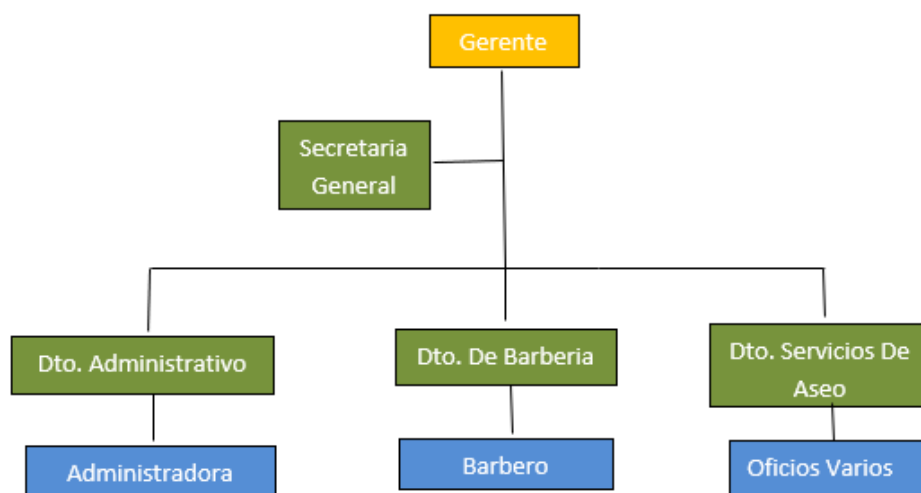 Gerente
Secretaria
General
Dto. Administrativo
Dto. De Barberia
Dto. Servicios De
Aseo
Administradora
Barbero
Oficios Varios